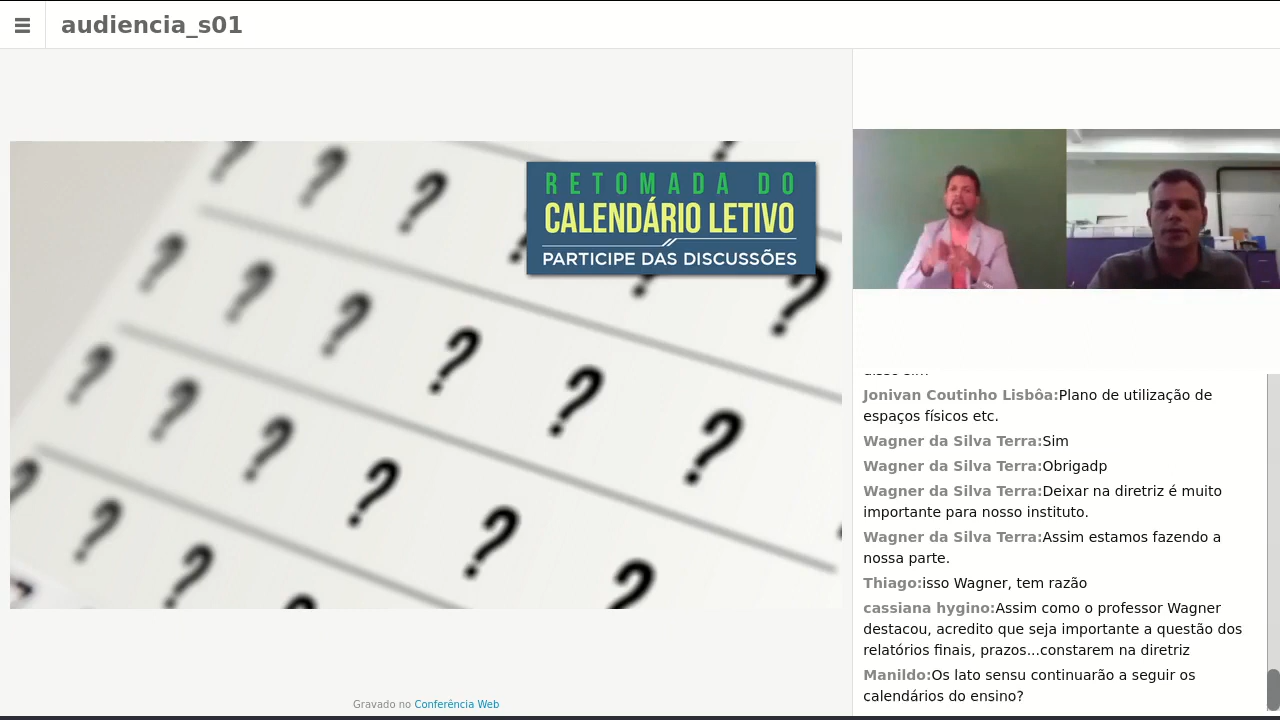 audiencia_s01
RETOMADA DO
CALENDÁRIO LETIVO
PARTICIPE DAS DISCUSSÕES
Jonivan Coutinho Lisbôa:Plano de utilização de
espaços físicos etc.
Wagner da Silva Terra:Sim
Wagner da Silva Terra:Obrigadp
Wagner da Silva Terra:Deixar na diretriz é muito
importante para nosso instituto.
Wagner da Silva Terra:Assim estamos fazendo a
nossa parte.
Thiago:isso Wagner, tem razão
cassiana hygino:Assim como o professor Wagner
destacou, acredito que seja importante a questão dos
relatórios finais, prazos...constarem na diretriz
Manildo:Os lato sensu continuarão a seguir os
calendários do ensino?
Gravado no Conferência Web